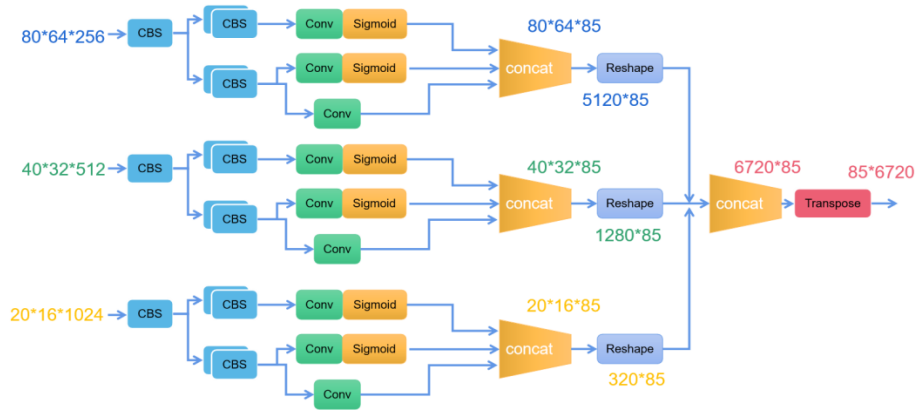 80*64*256
CBS
CBS
Conv
Sigmoid
CBS
Conv
Sigmoid
Conv
concat
80*64*85
Reshape
5120*85
40*32*512
CBS
CBS
Conv
Sigmoid
CBS
Conv
Sigmoid
Conv
concat
40*32*85
Reshape
1280*85
20*16*1024
CBS
CBS
Conv
Sigmoid
CBS
Conv
Sigmoid
Conv
concat
20*16*85
Reshape
320*85
concat
6720*85
Transpose
85*6720